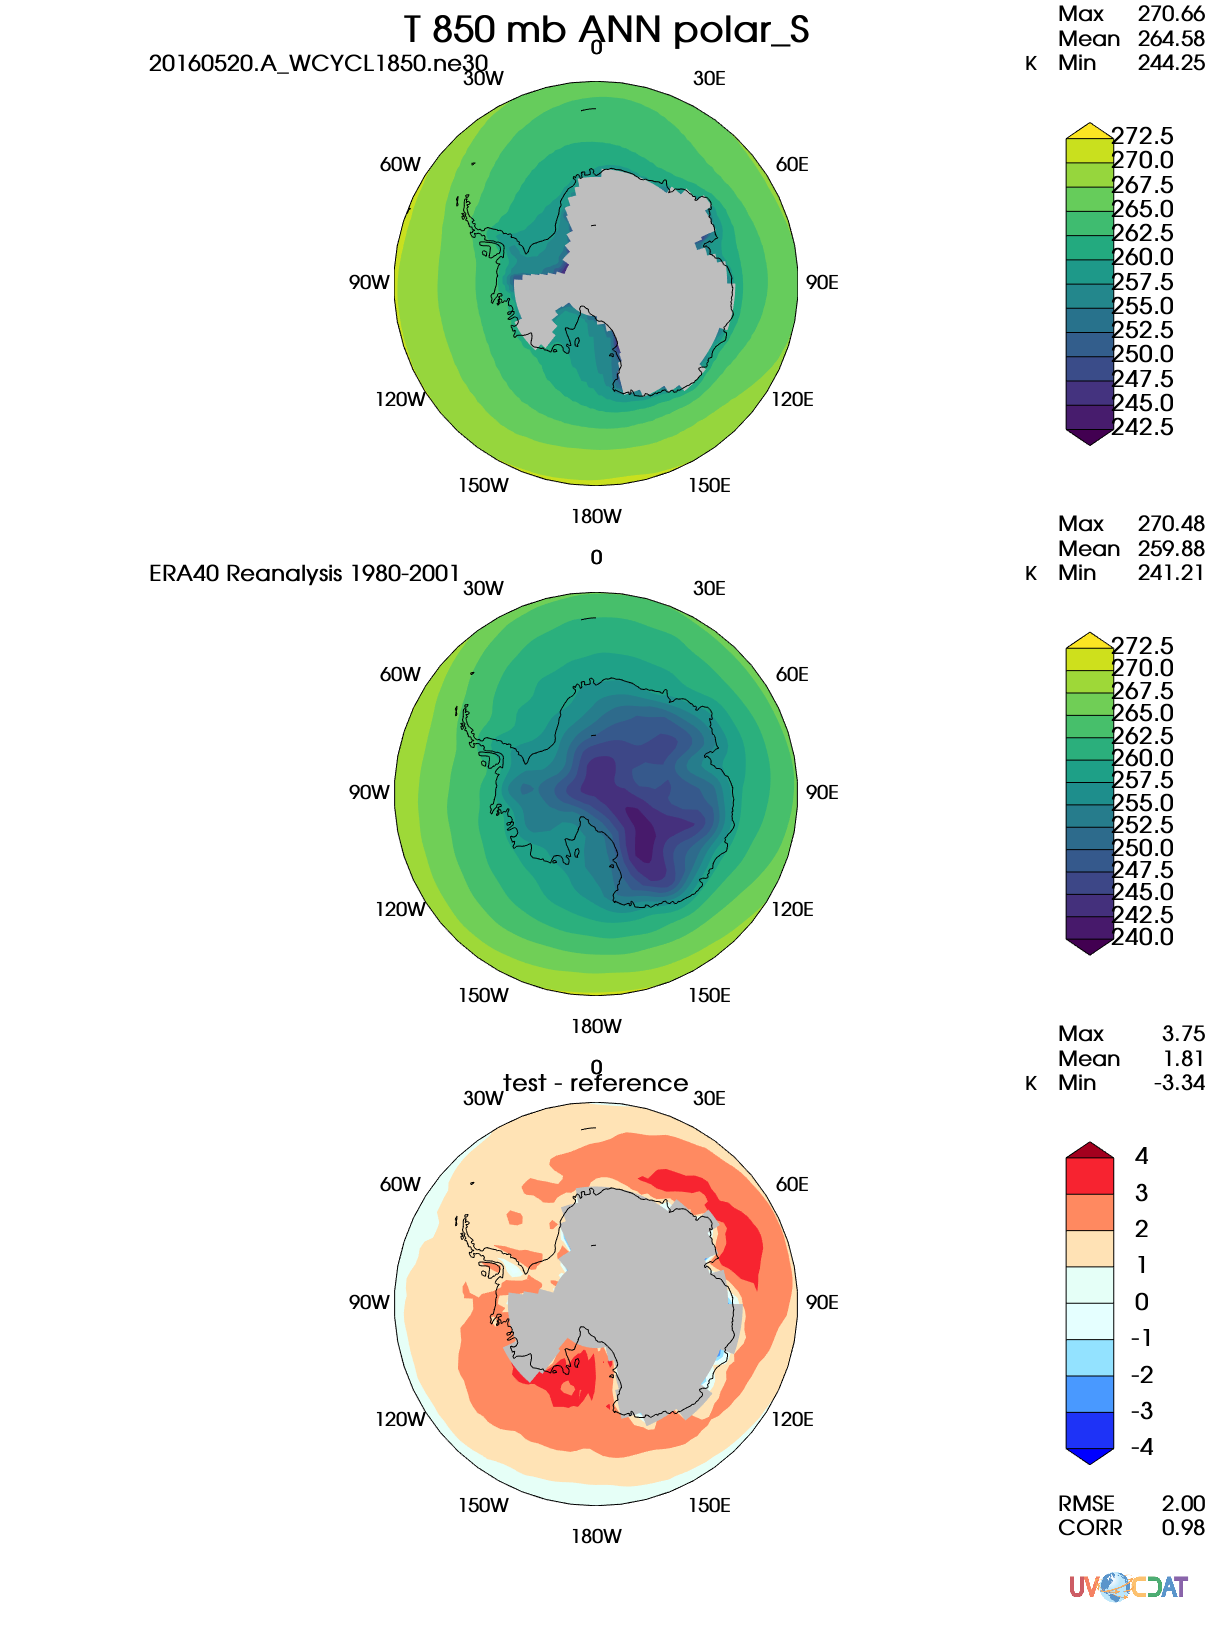 T 850 mb ANN polar_S
20160520.A_WCYCL1850.ne30
Max 270.66
Mean 264.58
K Min 244.25
0
30W 30E
60W 60E
90W 90E
120W 120E
150W 150E
180W
272.5
270.0
267.5
265.0
262.5
260.0
257.5
255.0
252.5
250.0
247.5
245.0
242.5
ERA40 Reanalysis 1980-2001
Max 270.48
Mean 259.88
K Min 241.21
0
30W 30E
60W 60E
90W 90E
120W 120E
150W 150E
180W
272.5
270.0
267.5
265.0
262.5
260.0
257.5
255.0
252.5
250.0
247.5
245.0
242.5
240.0
test - reference
Max 3.75
Mean 1.81
K Min -3.34
0
30W 30E
60W 60E
90W 90E
120W 120E
150W 150E
180W
4
3
2
1
0
-1
-2
-3
-4
RMSE 2.00
CORR 0.98
UV CDAT